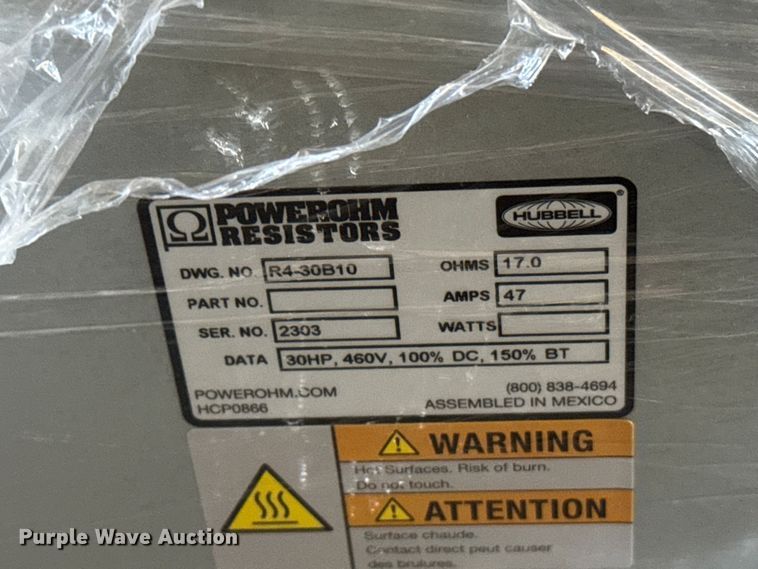 POWEROHM
RESISTORS
HUBBELL ®
DWG. NO. R4-30B10
OHMS 17.0
PART NO.
AMPS 47
SER. NO. 2303
WATTS
DATA 30HP, 460V, 100% DC, 150% BT
POWEROHM.COM
(800) 838-4694
HCP0866
ASSEMBLED IN MEXICO
WARNING
Hot Surfaces. Risk of burn.
Do not touch.
ATTENTION
Surface chaude.
Contact direct peut causer
des brulures.
Purple Wave Auction